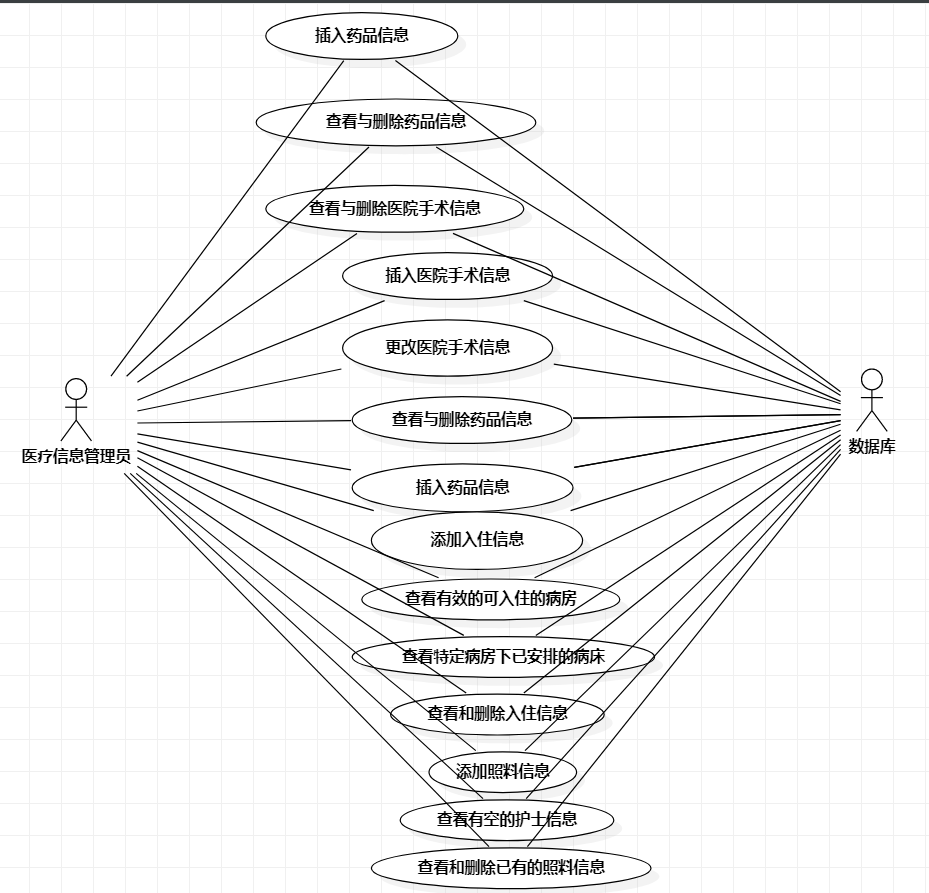 插入药品信息
查看与删除药品信息
查看与删除医院手术信息
插入医院手术信息
更改医院手术信息
查看与删除药品信息
医疗信息管理员
数据库
插入药品信息
添加入住信息
查看有效的可入住的病房
查看特定病房下已安排的病床
查看和删除入住信息
添加照料信息
查看有空的护士信息
查看和删除已有的照料信息